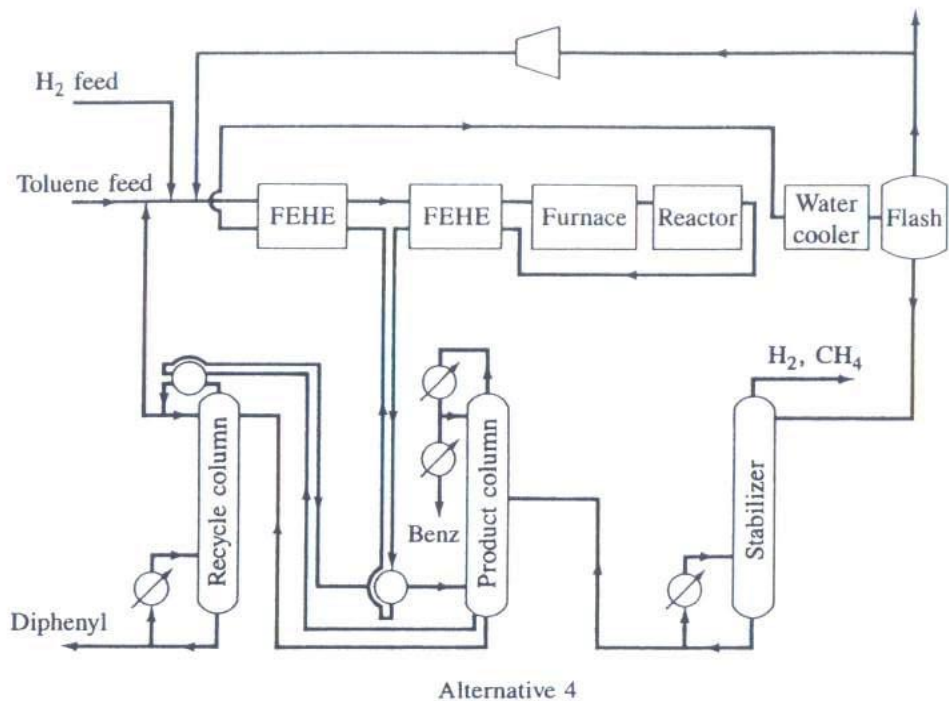 H₂ feed
Toluene feed
FEHE
FEHE
Furnace
Reactor
Water
cooler
Flash
H₂, CH₄
Recycle column
Product column
Stabilizer
Benz
Diphenyl
Alternative 4